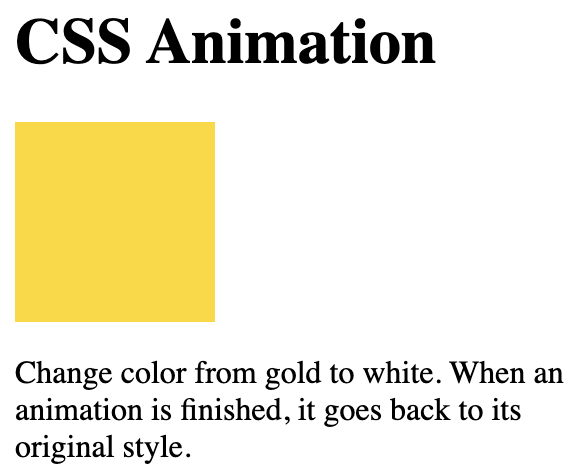 CSS Animation
Change color from gold to white. When an
animation is finished, it goes back to its
original style.